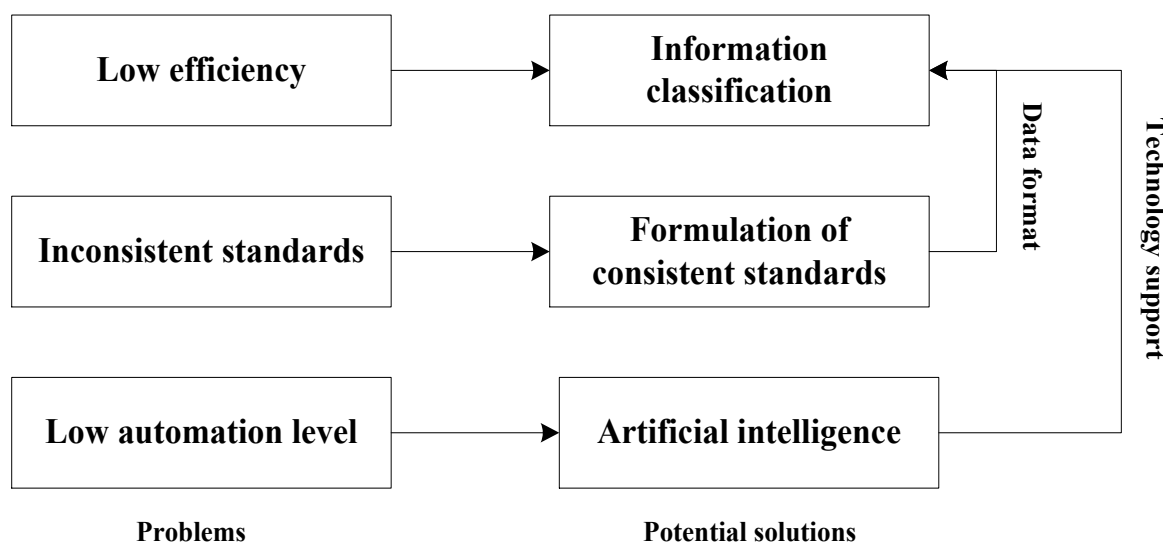 Low efficiency
Information
classification
Inconsistent standards
Formulation of
consistent standards
Low automation level
Artificial intelligence
Data format
Technology support
Problems
Potential solutions